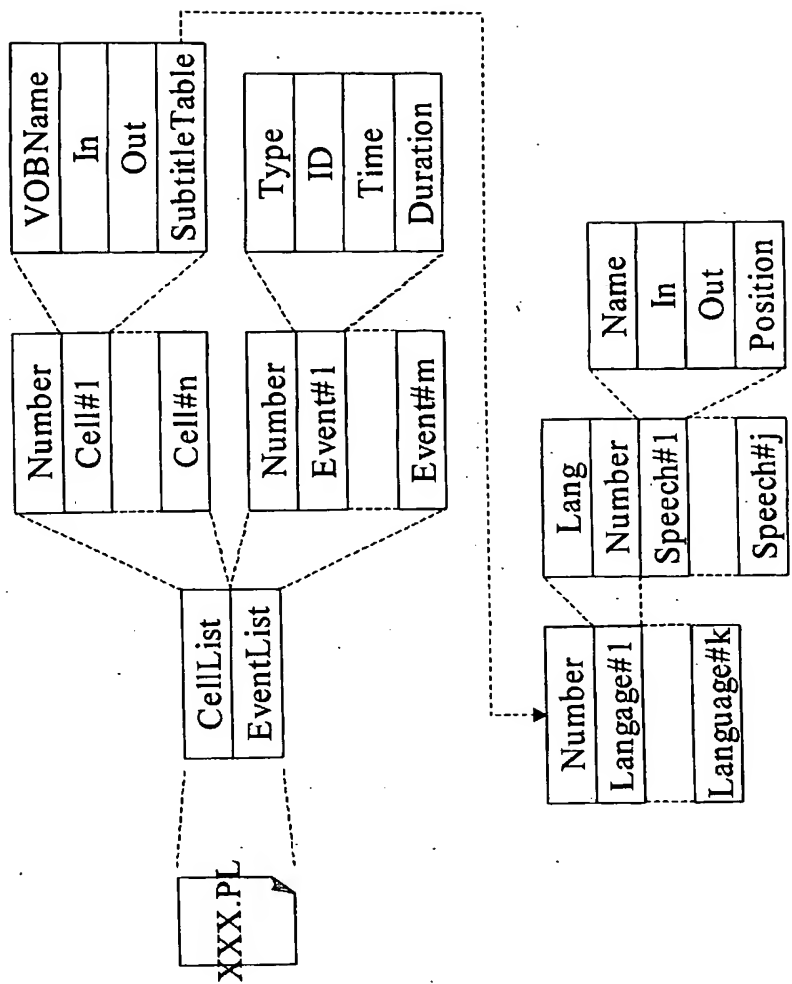 XXX.PL
CellList
EventList
Number
Cell#1
Cell#n
Number
Event#1
Event#m
VOBName
In
Out
SubtitleTable
Type
ID
Time
Duration
Number
Langage#1
Language#k
Lang
Number
Speech#1
Speech#j
Name
In
Out
Position